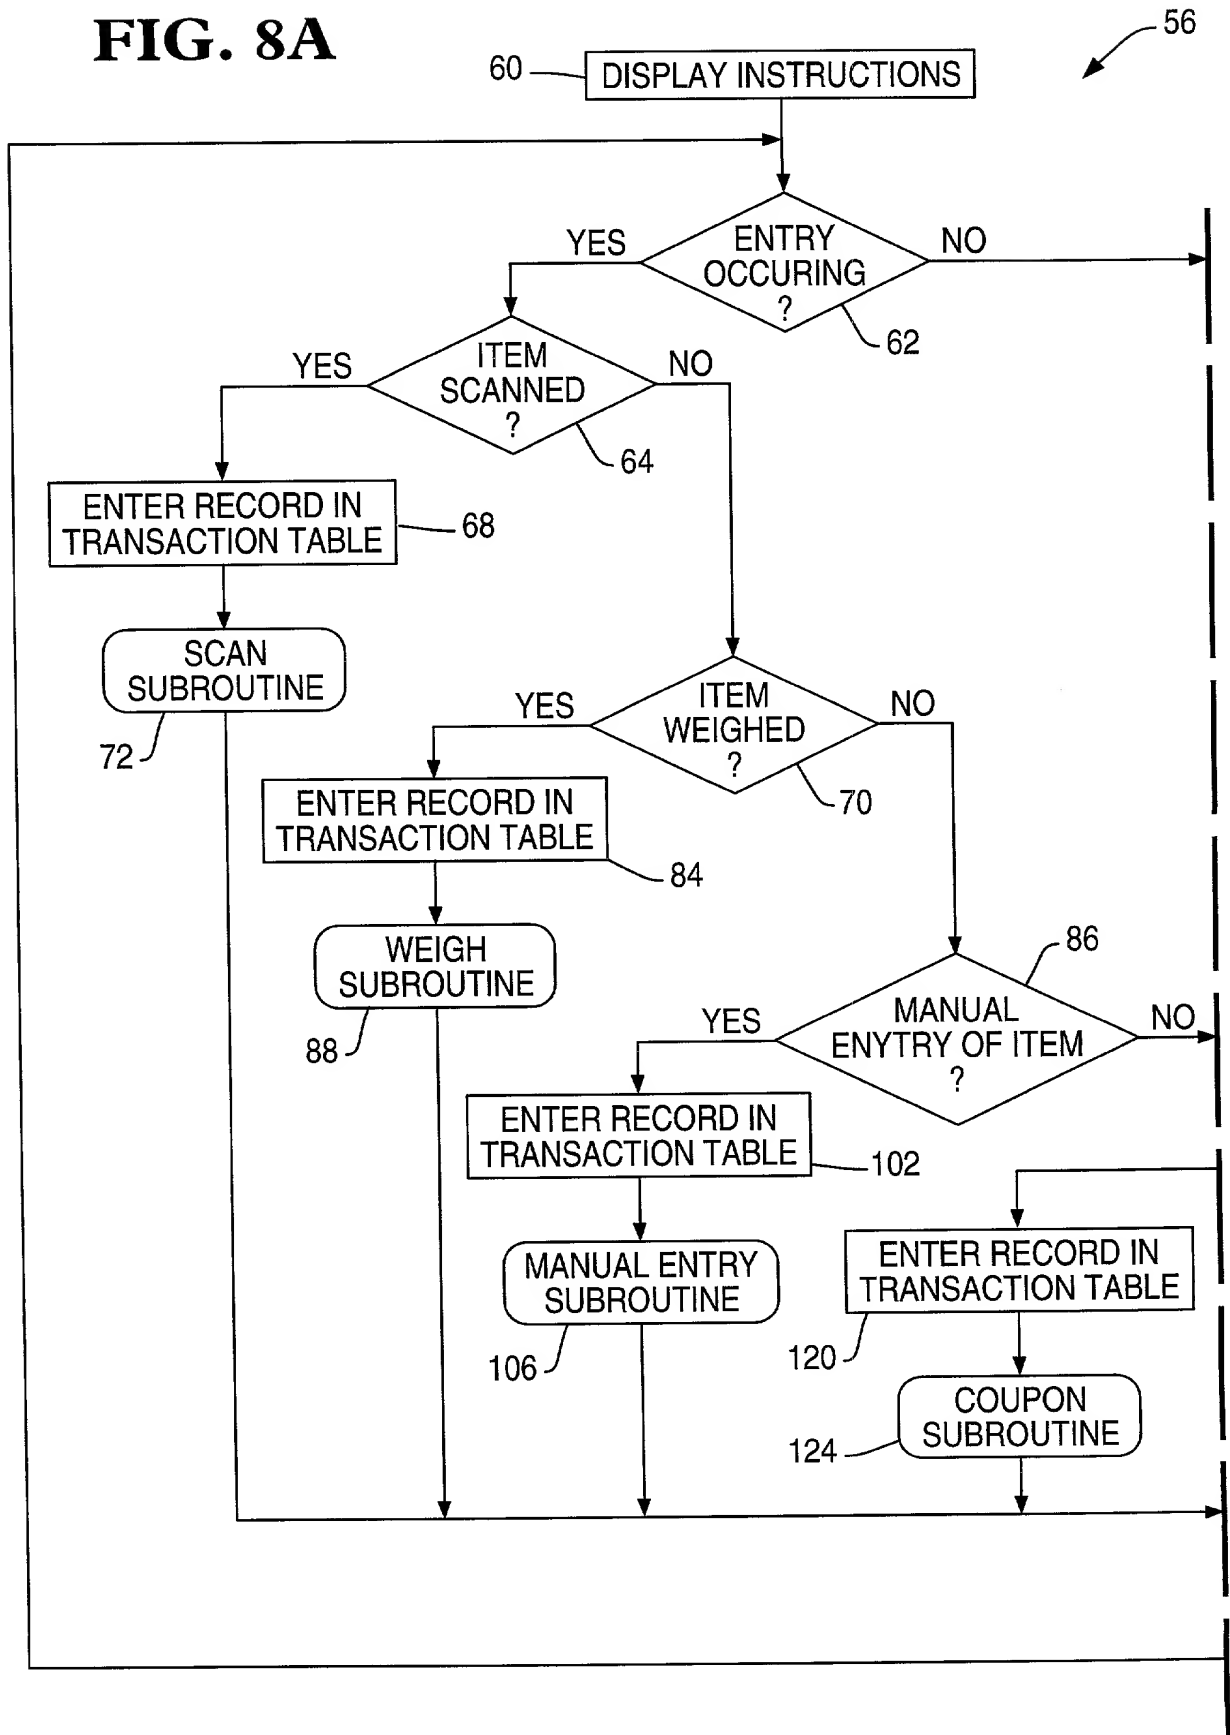 FIG. 8A
56
60
DISPLAY INSTRUCTIONS
YES
ENTRY
OCCURING
?
NO
62
YES
ITEM
SCANNED
?
NO
64
ENTER RECORD IN
TRANSACTION TABLE
68
SCAN
SUBROUTINE
72
YES
ITEM
WEIGHED
?
NO
70
ENTER RECORD IN
TRANSACTION TABLE
84
WEIGH
SUBROUTINE
88
86
YES
MANUAL
ENYTRY OF ITEM
?
NO
ENTER RECORD IN
TRANSACTION TABLE
102
MANUAL ENTRY
SUBROUTINE
106
ENTER RECORD IN
TRANSACTION TABLE
120
COUPON
SUBROUTINE
124